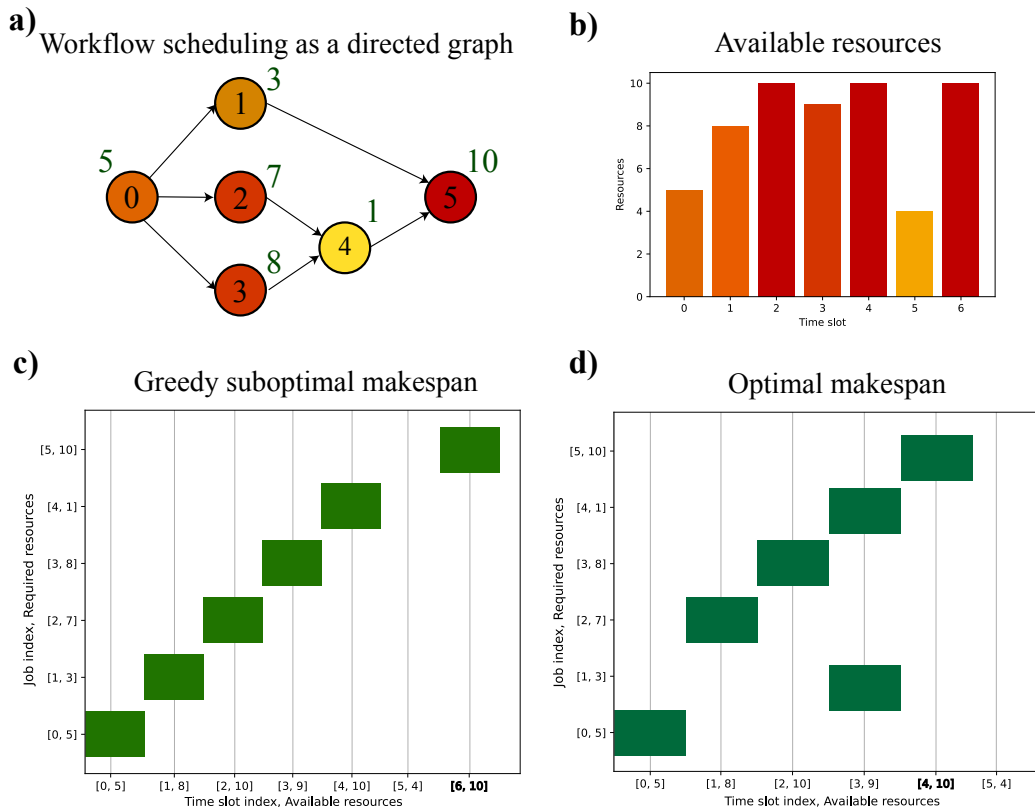 a)
Workflow scheduling as a directed graph
3
1
5
0
7
2
10
5
1
4
8
3
b)
Available resources
10
8
6
4
2
0
Resources
0 1 2 3 4 5 6
Time slot
c)
Greedy suboptimal makespan
[5, 10]
[4, 1]
[3, 8]
[2, 7]
[1, 3]
[0, 5]
Job index, Required resources
[0, 5] [1, 8] [2, 10] [3, 9] [4, 10] [5, 4] [6, 10]
Time slot index, Available resources
d)
Optimal makespan
[5, 10]
[4, 1]
[3, 8]
[2, 7]
[1, 3]
[0, 5]
Job index, Required resources
[0, 5] [1, 8] [2, 10] [3, 9] [4, 10] [5, 4]
Time slot index, Available resources